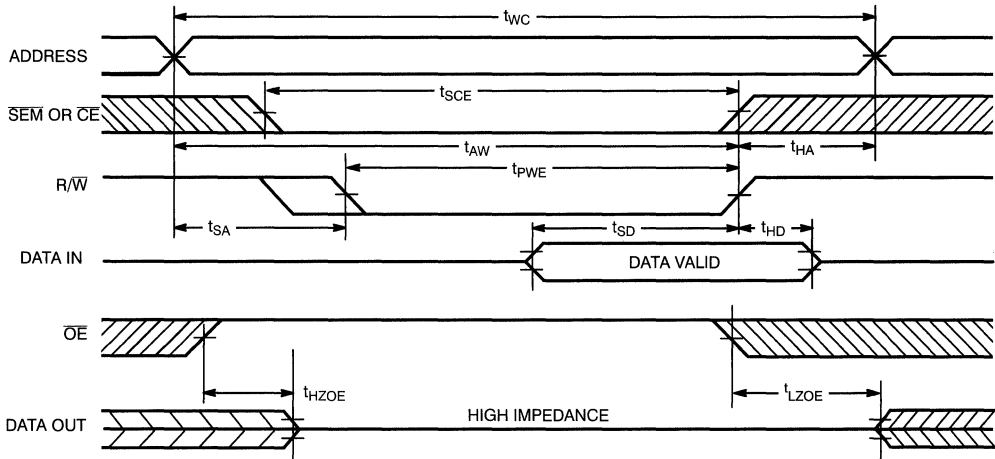 tWC
ADDRESS
tSCE
SEM OR CE
tAW
tHA
tPWE
R/W
tSA
tSD
tHD
DATA IN
DATA VALID
OE
tHZOE
tLZOE
HIGH IMPEDANCE
DATA OUT